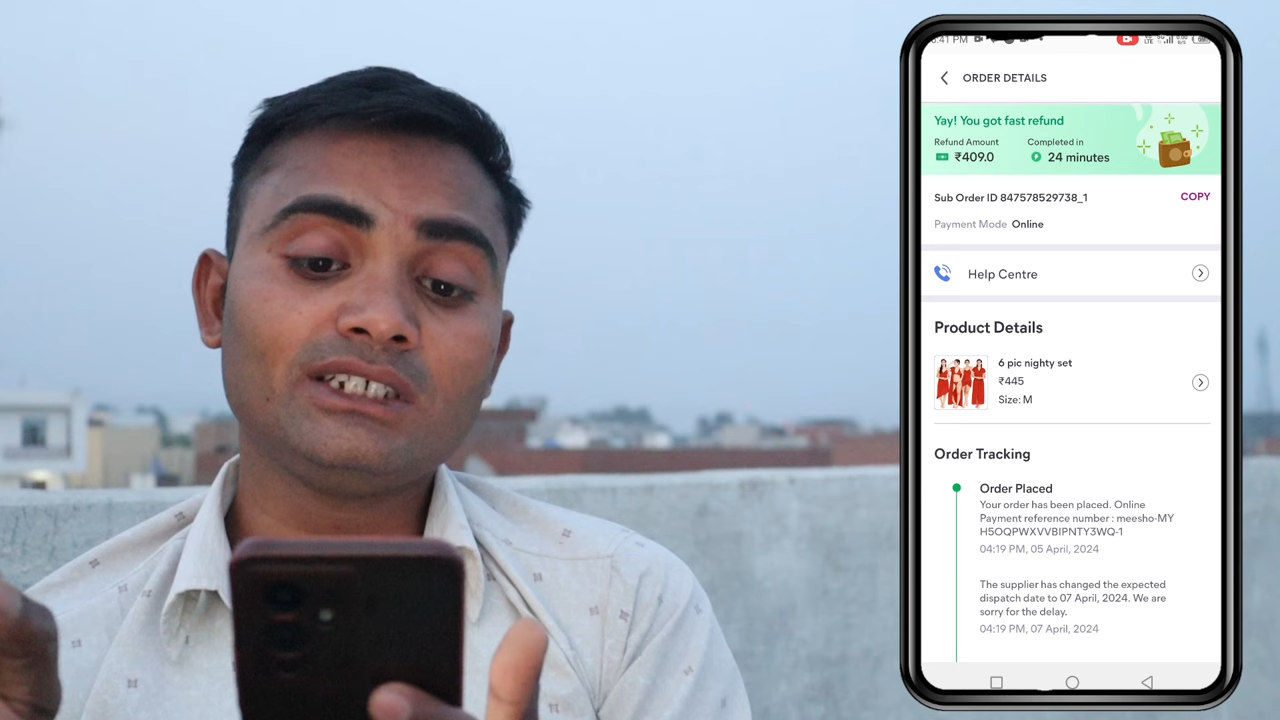 :41 PM
ORDER DETAILS
Yay! You got fast refund
Refund Amount
Completed in
₹409.0
24 minutes
Sub Order ID 847578529738_1
COPY
Payment Mode Online
Help Centre
Product Details
6 pic nighty set
₹445
Size: M
Order Tracking
Order Placed
Your order has been placed. Online
Payment reference number : meesho-MY
H5OQPWXVVBIPNTY3WQ-1
04:19 PM, 05 April, 2024
The supplier has changed the expected
dispatch date to 07 April, 2024. We are
sorry for the delay.
04:19 PM, 07 April, 2024